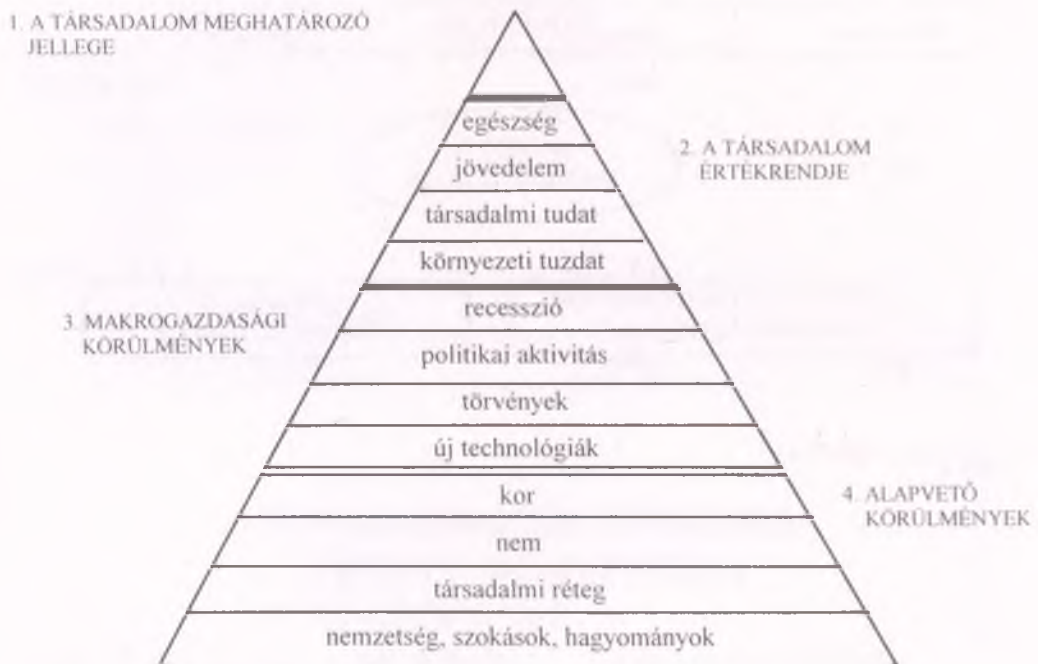 1. A TÁRSADALOM MEGHATÁROZÓ
JELLEGE
egészség
2. A TÁRSADALOM
ÉRTÉKRENDJE
jövedelem
társadalmi tudat
környezeti tuzdat
recesszió
3. MAKROGAZDASÁGI
KÖRÜLMÉNYEK
politikai aktivitás
törvények
új technológiák
kor
4. ALAPVETŐ
KÖRÜLMÉNYEK
nem
társadalmi réteg
nemzetség, szokások, hagyományok